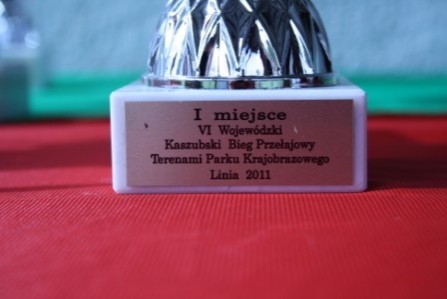 I miejsce
VI Wojewódzki
Kaszubski Bieg Przełajowy
Terenami Parku Krajobrazowego
Linia 2011